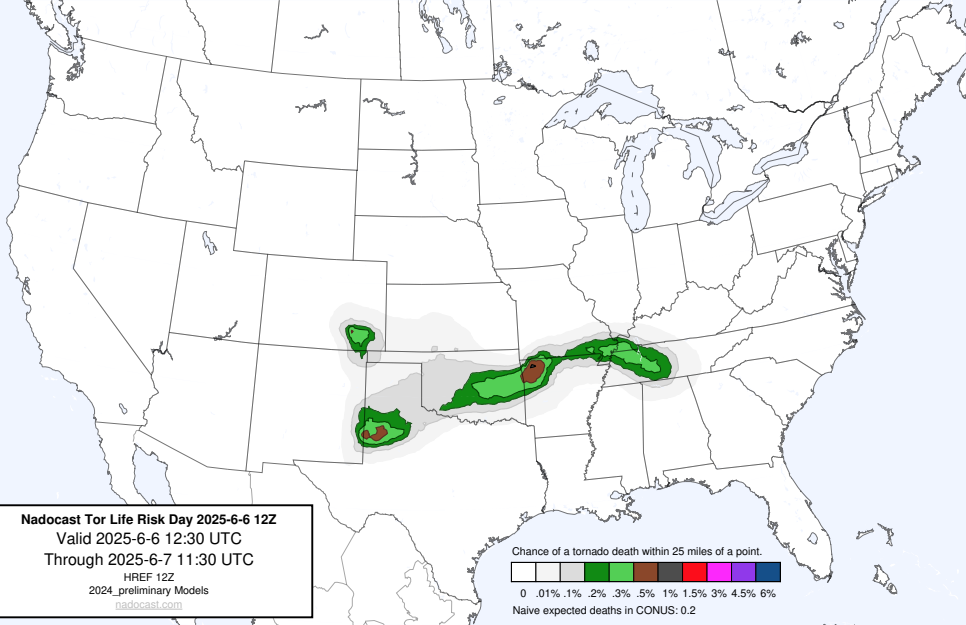 Nadocast Tor Life Risk Day 2025-6-6 12Z
Valid 2025-6-6 12:30 UTC
Through 2025-6-7 11:30 UTC
HREF 12Z
2024_preliminary Models
nadocast.com
Chance of a tornado death within 25 miles of a point.
0 .01% .1% .2% .3% .5% 1% 1.5% 3% 4.5% 6%
Naive expected deaths in CONUS: 0.2